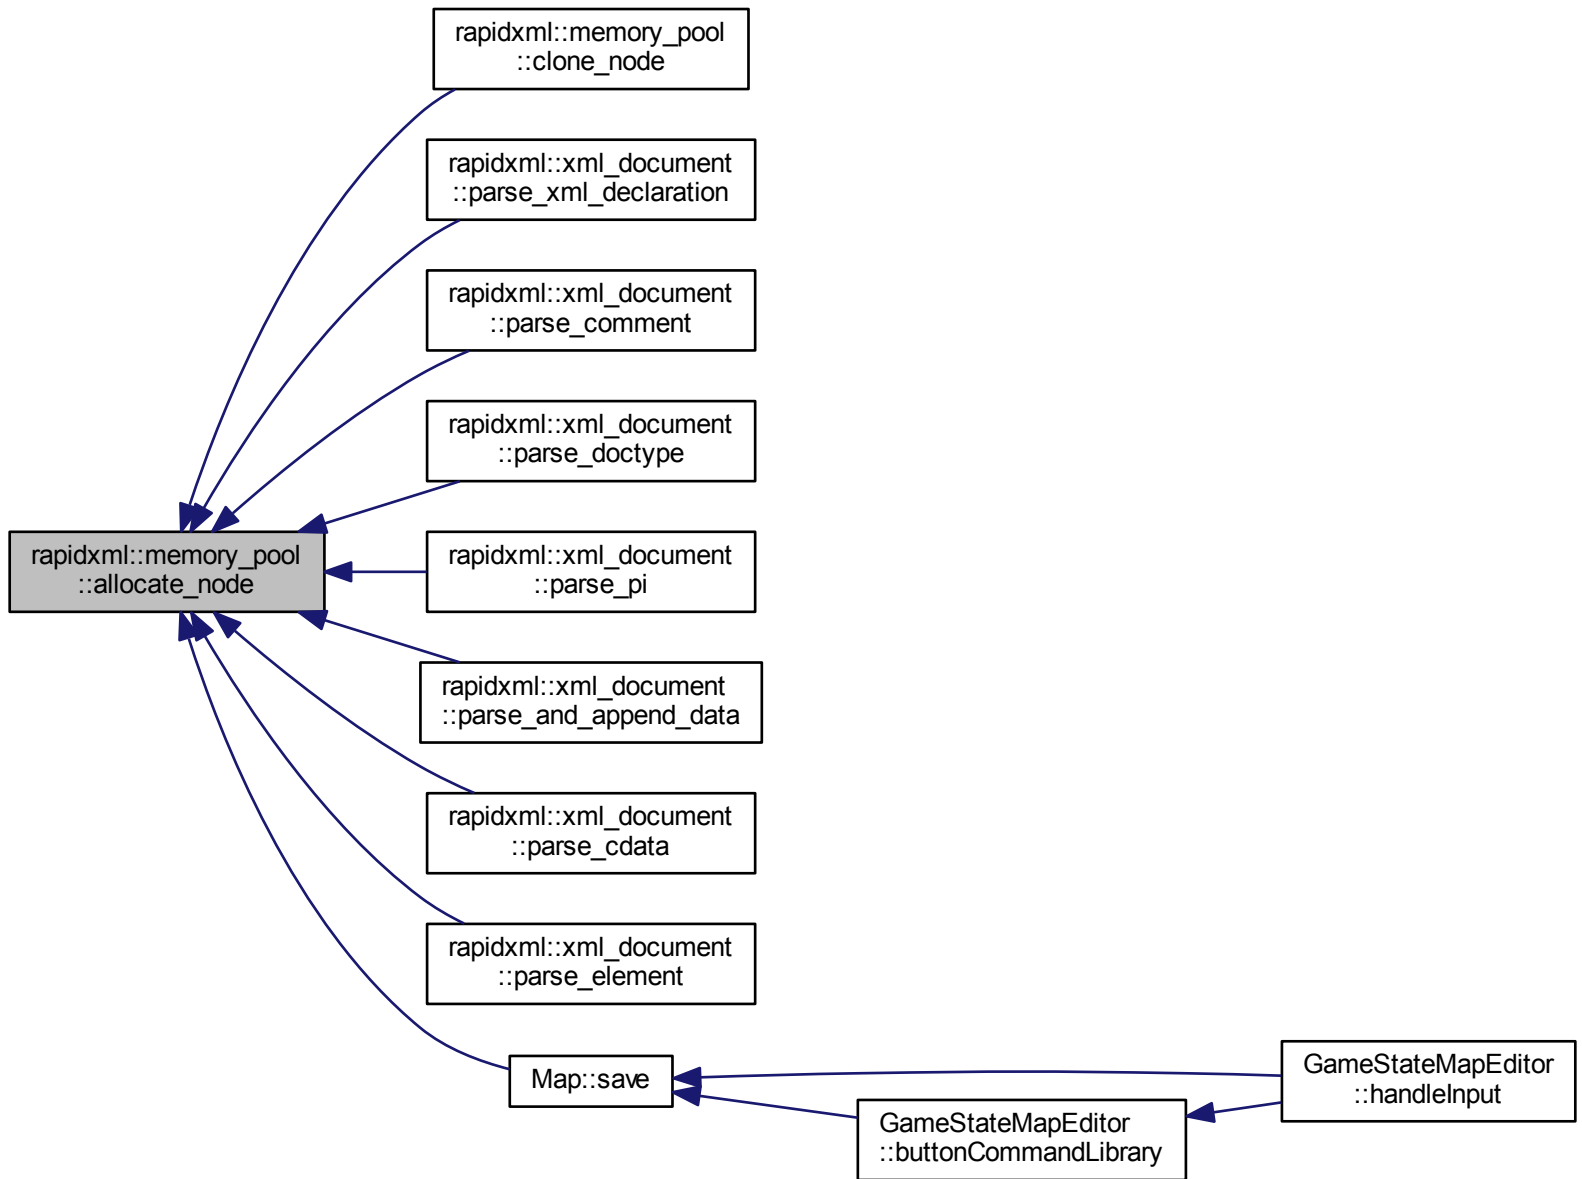 rapidxml::memory_pool
::clone_node
rapidxml::xml_document
::parse_xml_declaration
rapidxml::xml_document
::parse_comment
rapidxml::xml_document
::parse_doctype
rapidxml::memory_pool
::allocate_node
rapidxml::xml_document
::parse_pi
rapidxml::xml_document
::parse_and_append_data
rapidxml::xml_document
::parse_cdata
rapidxml::xml_document
::parse_element
Map::save
GameStateMapEditor
::handleInput
GameStateMapEditor
::buttonCommandLibrary